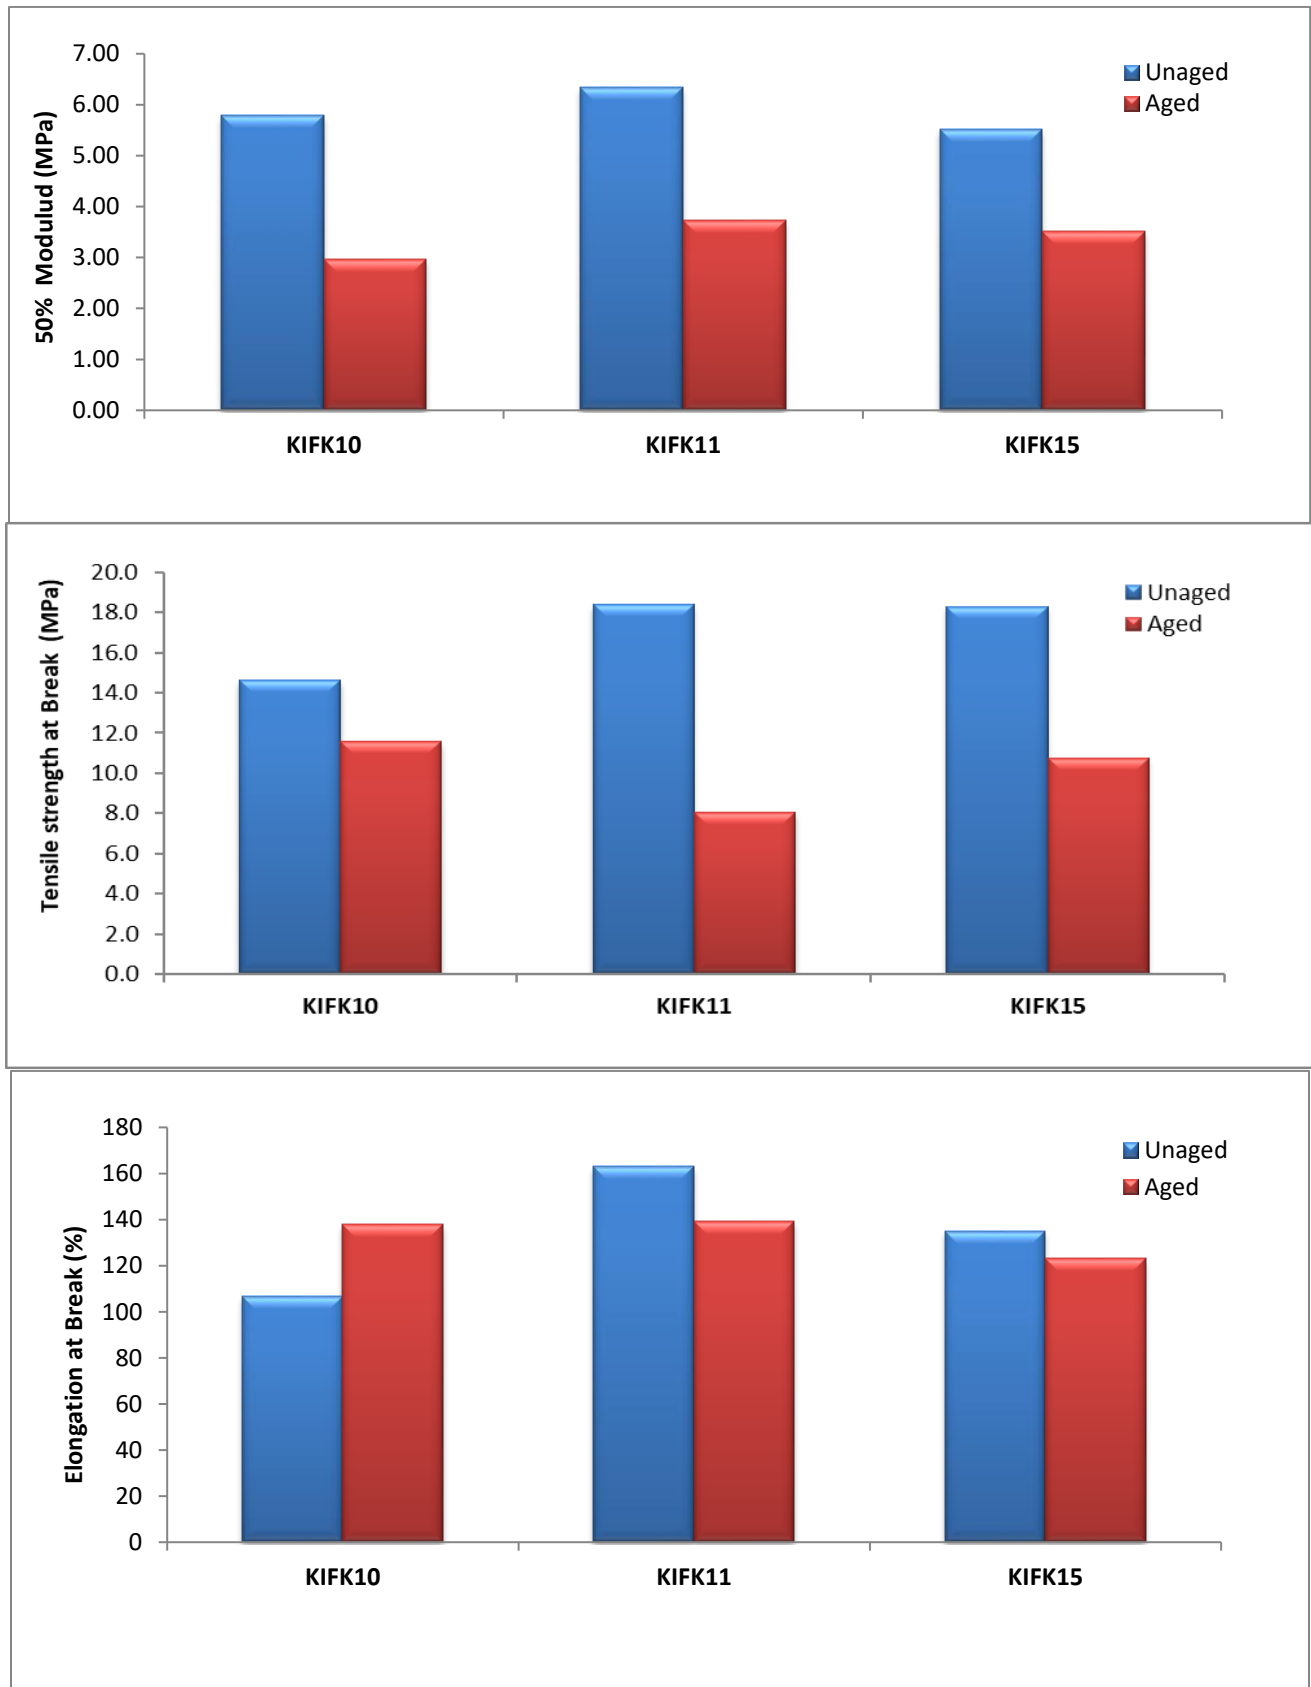 7.00
6.00
5.00
4.00
3.00
2.00
1.00
0.00
50% Modulud (MPa)
Unaged
Aged
KIFK10 KIFK11 KIFK15
20.0
18.0
16.0
14.0
12.0
10.0
8.0
6.0
4.0
2.0
0.0
Tensile strength at Break (MPa)
Unaged
Aged
KIFK10 KIFK11 KIFK15
180
160
140
120
100
80
60
40
20
0
Elongation at Break (%)
Unaged
Aged
KIFK10 KIFK11 KIFK15